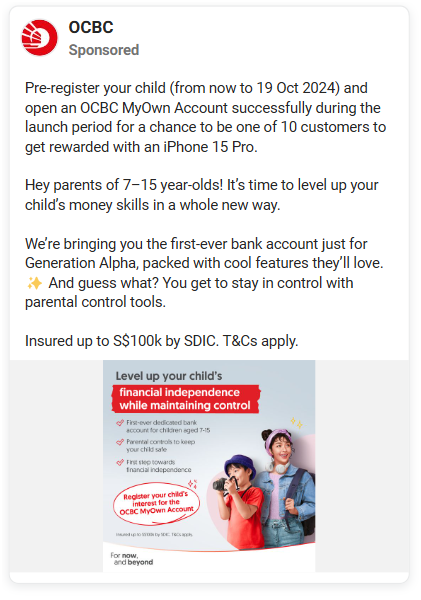 OCBC
Sponsored
Pre-register your child (from now to 19 Oct 2024) and
open an OCBC MyOwn Account successfully during the
launch period for a chance to be one of 10 customers to
get rewarded with an iPhone 15 Pro.
Hey parents of 7–15 year-olds! It’s time to level up your
child’s money skills in a whole new way.
We’re bringing you the first-ever bank account just for
Generation Alpha, packed with cool features they’ll love.
✨ And guess what? You get to stay in control with
parental control tools.
Insured up to S$100k by SDIC. T&Cs apply.
Level up your child’s
financial independence
while maintaining control
First-ever dedicated bank
account for children aged 7-15
Parental controls to keep
your child safe
First step towards
financial independence
Register your child’s
interest for the
OCBC MyOwn Account
Insured up to S$100k by SDIC. T&Cs apply.
For now,
and beyond